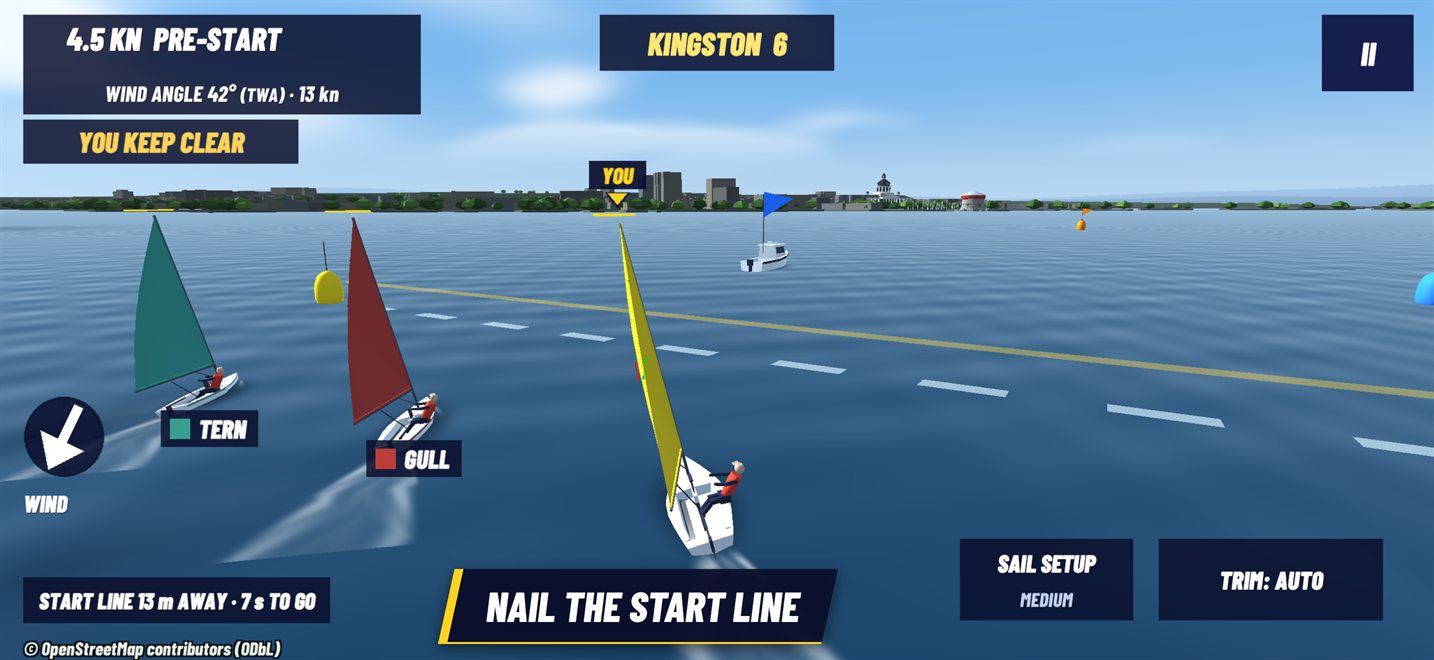 4.5 KN PRE-START
WIND ANGLE 42° (TWA) · 13 kn
YOU KEEP CLEAR
KINGSTON 6
YOU
TERN
GULL
WIND
START LINE 13 m AWAY · 7 s TO GO
NAIL THE START LINE
SAIL SETUP
MEDIUM
TRIM: AUTO
© OpenStreetMap contributors (ODbL)